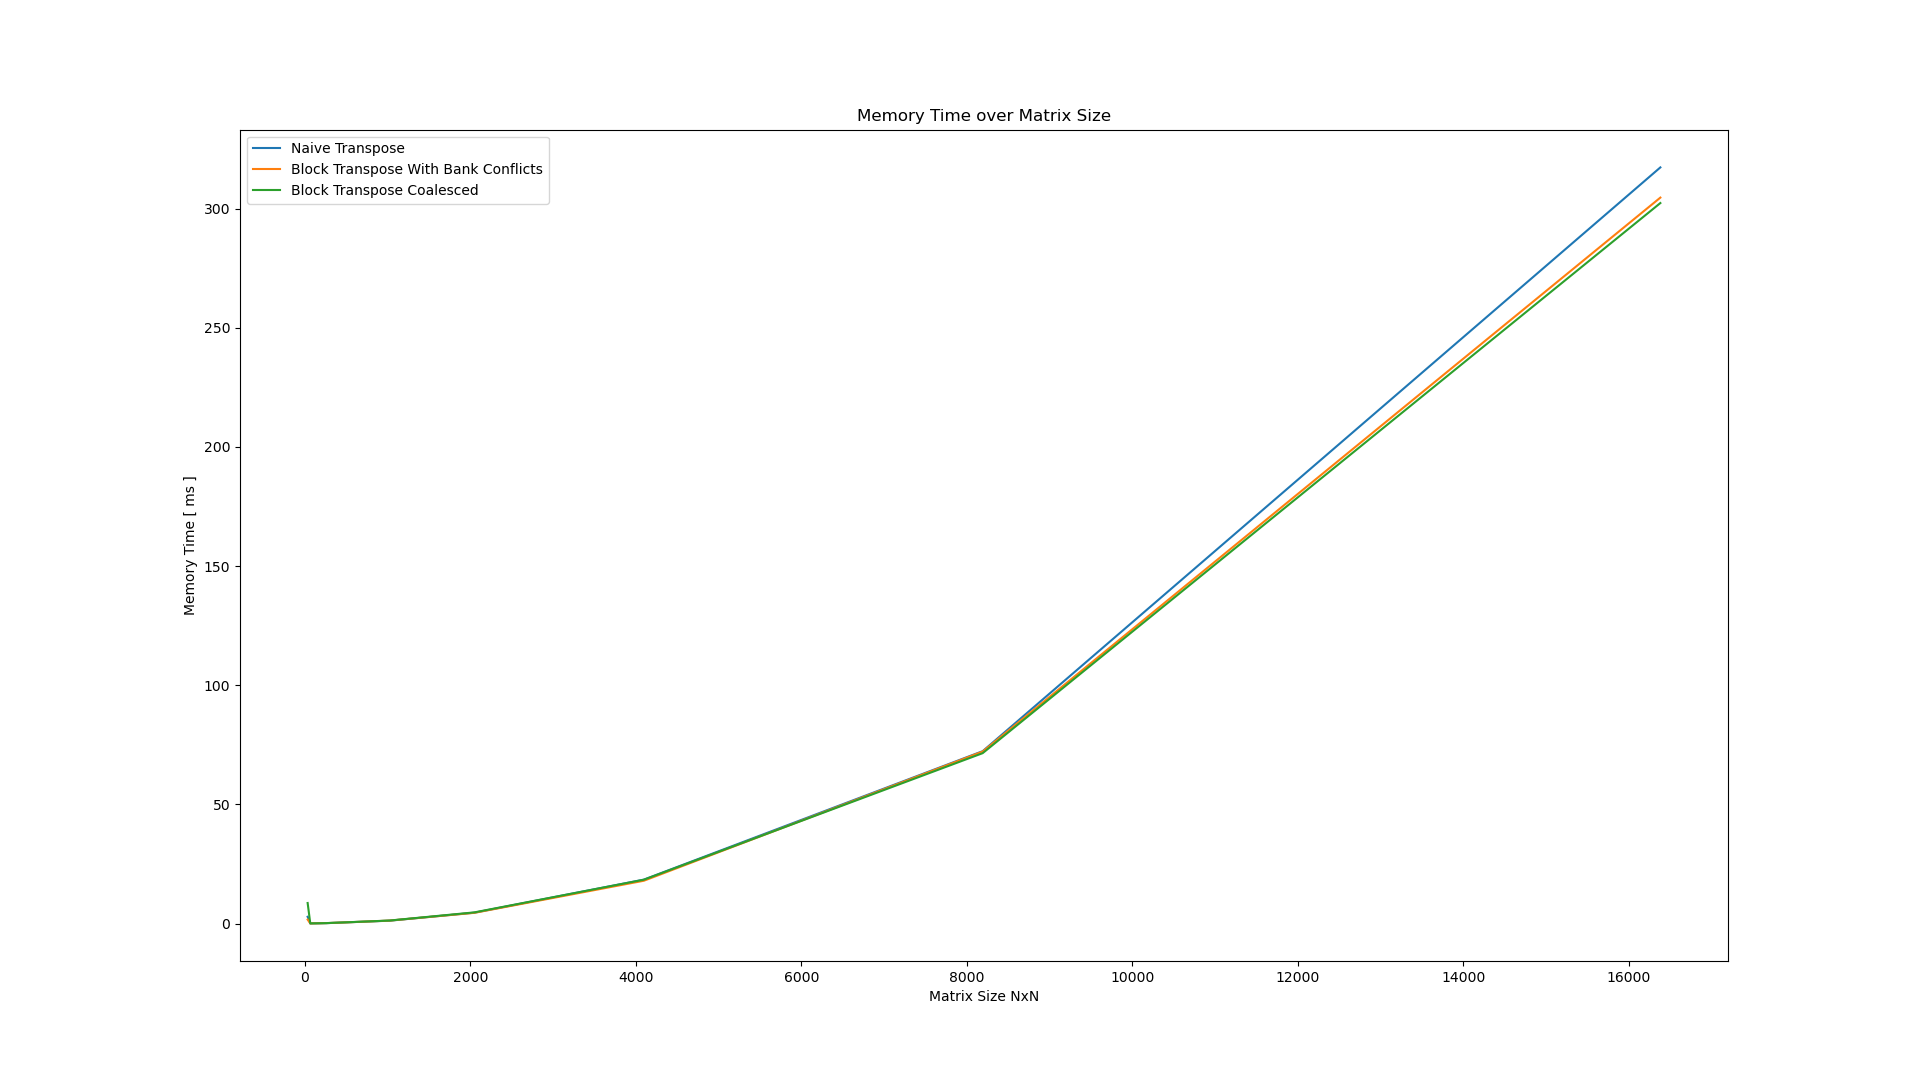 Memory Time over Matrix Size
Naive Transpose
Block Transpose With Bank Conflicts
Block Transpose Coalesced
300
250
200
150
100
50
0
Memory Time [ ms ]
0 2000 4000 6000 8000 10000 12000 14000 16000
Matrix Size NxN